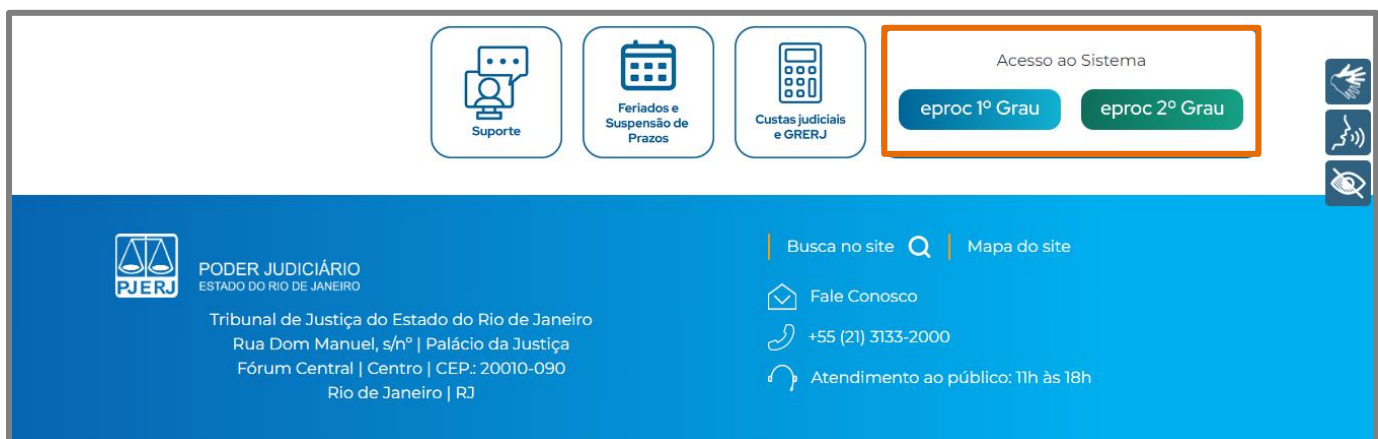 Suporte
Feriados e
Suspensão de
Prazos
Custas judiciais
e GRERJ
Acesso ao Sistema
eproc 1º Grau
eproc 2º Grau
PJERJ
PODER JUDICIÁRIO
ESTADO DO RIO DE JANEIRO
Tribunal de Justiça do Estado do Rio de Janeiro
Rua Dom Manuel, s/nº | Palácio da Justiça
Fórum Central | Centro | CEP.: 20010-090
Rio de Janeiro | RJ
Busca no site
Mapa do site
Fale Conosco
+55 (21) 3133-2000
Atendimento ao público: 11h às 18h